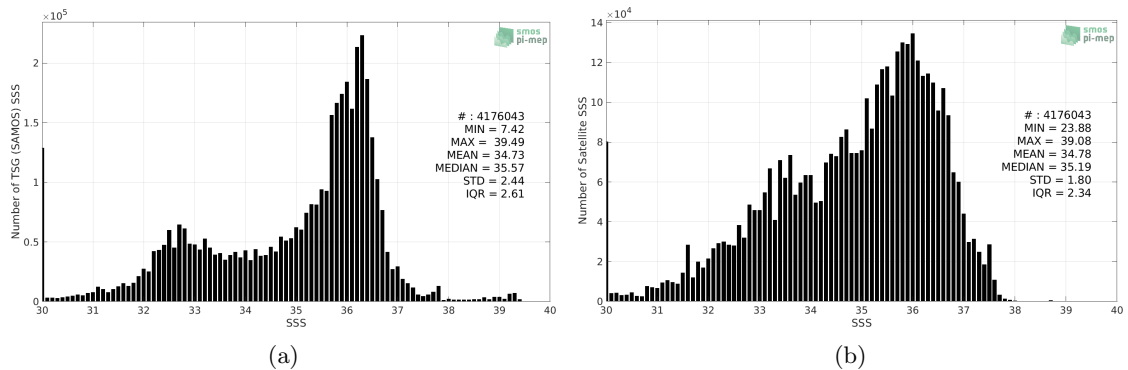 ×10⁵
smos
pi-mep
2
1.5
1
0.5
0
Number of TSG (SAMOS) SSS
# : 4176043
MIN = 7.42
MAX = 39.49
MEAN = 34.73
MEDIAN = 35.57
STD = 2.44
IQR = 2.61
30 31 32 33 34 35 36 37 38 39 40
SSS
(a)
×10⁴
smos
pi-mep
14
12
10
8
6
4
2
0
Number of Satellite SSS
# : 4176043
MIN = 23.88
MAX = 39.08
MEAN = 34.78
MEDIAN = 35.19
STD = 1.80
IQR = 2.34
30 31 32 33 34 35 36 37 38 39 40
SSS
(b)